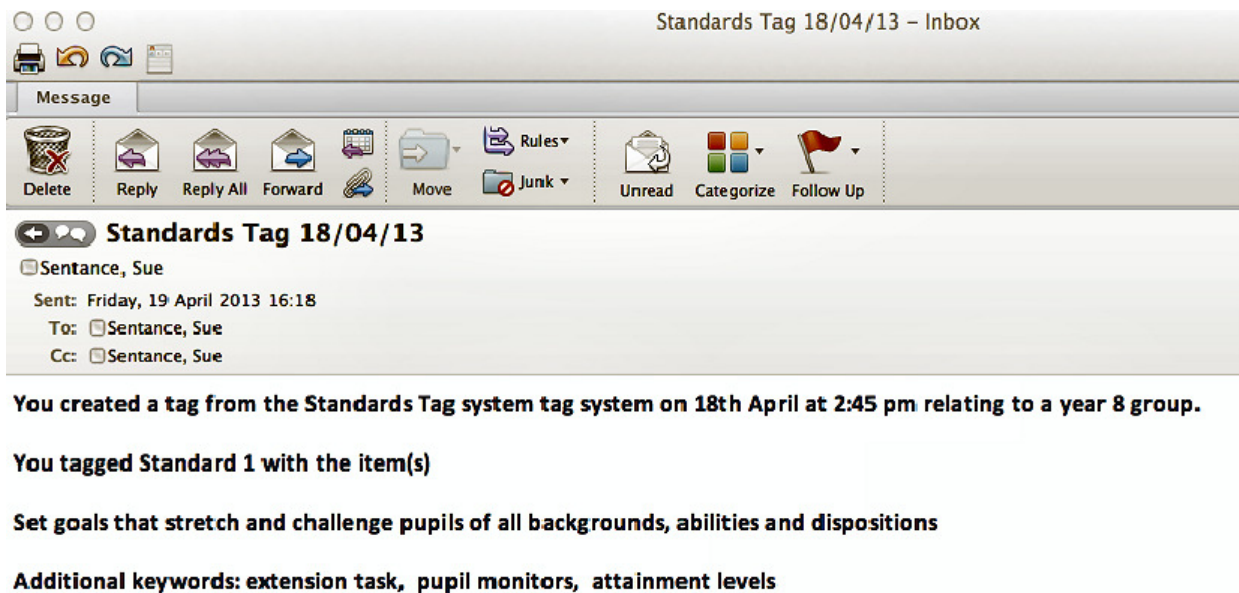 Standards Tag 18/04/13 – Inbox
Message
Delete
Reply
Reply All
Forward
Move
Rules
Junk
Unread
Categorize
Follow Up
Standards Tag 18/04/13
Sentance, Sue
Sent: Friday, 19 April 2013 16:18
To: Sentance, Sue
Cc: Sentance, Sue
You created a tag from the Standards Tag system tag system on 18th April at 2:45 pm relating to a year 8 group.
You tagged Standard 1 with the item(s)
Set goals that stretch and challenge pupils of all backgrounds, abilities and dispositions
Additional keywords: extension task, pupil monitors, attainment levels